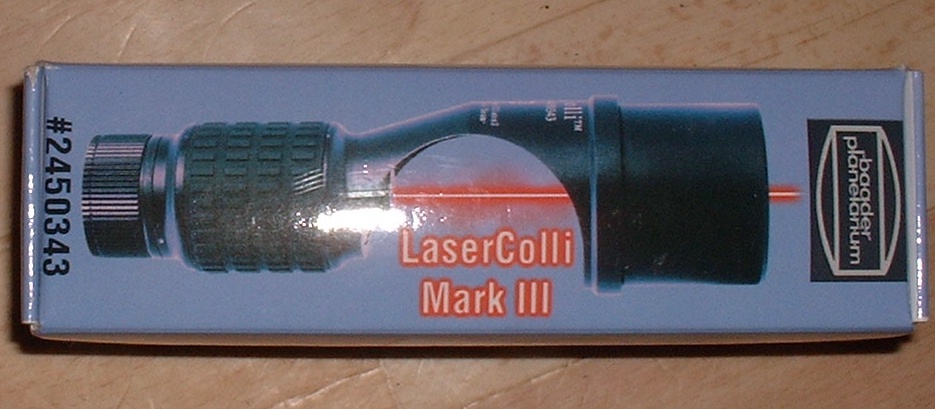 #2450343
LaserColli
Mark III
baader
planetarium